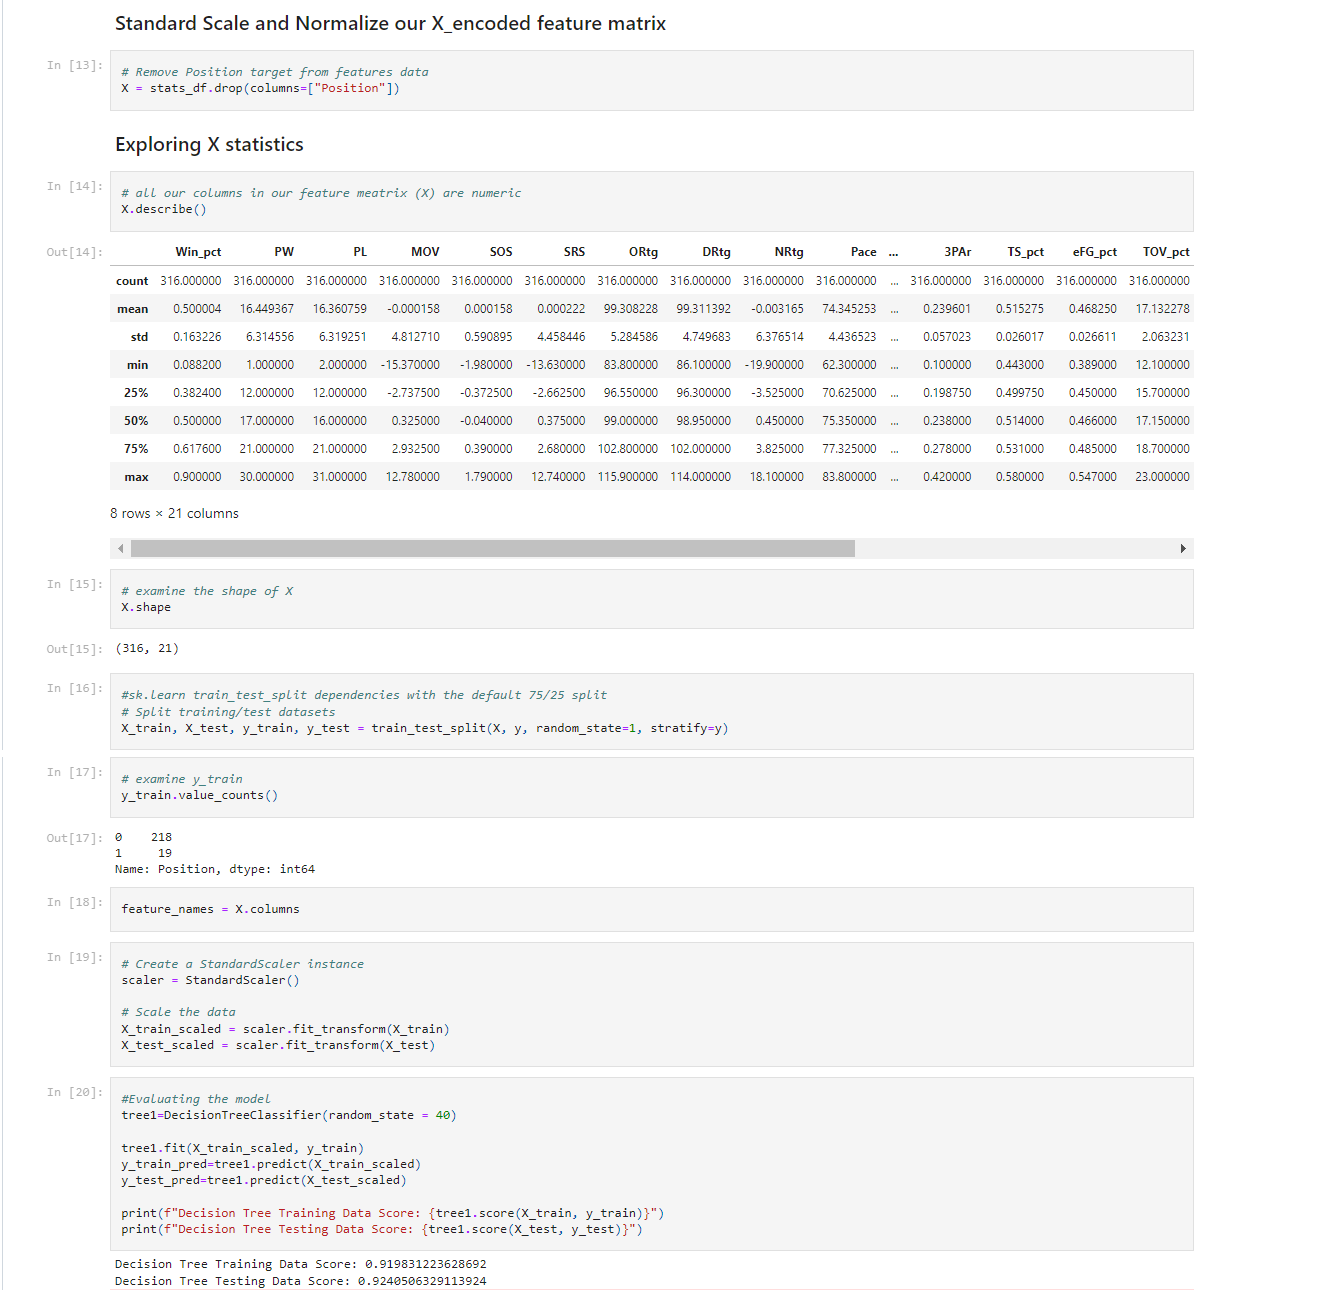 Standard Scale and Normalize our X_encoded feature matrix
In [13]:
# Remove Position target from features data
X = stats_df.drop(columns=["Position"])
Exploring X statistics
In [14]:
# all our columns in our feature meatrix (X) are numeric
X.describe()
Out[14]:
Win_pct PW PL MOV SOS SRS ORtg DRtg NRtg Pace ... 3PAr TS_pct eFG_pct TOV_pct
count 316.000000 316.000000 316.000000 316.000000 316.000000 316.000000 316.000000 316.000000 316.000000 316.000000 ... 316.000000 316.000000 316.000000 316.000000
mean 0.500004 16.449367 16.360759 -0.000158 0.000158 0.000222 99.308228 99.311392 -0.003165 74.345253 ... 0.239601 0.515275 0.468250 17.132278
std 0.163226 6.314556 6.319251 4.812710 0.590895 4.458446 5.284586 4.749683 6.376514 4.436523 ... 0.057023 0.026017 0.026611 2.063231
min 0.088200 1.000000 2.000000 -15.370000 -1.980000 -13.630000 83.800000 86.100000 -19.900000 62.300000 ... 0.100000 0.443000 0.389000 12.100000
25% 0.382400 12.000000 12.000000 -2.737500 -0.372500 -2.662500 96.550000 96.300000 -3.525000 70.625000 ... 0.198750 0.499750 0.450000 15.700000
50% 0.500000 17.000000 16.000000 0.325000 -0.040000 0.375000 99.000000 98.950000 0.450000 75.350000 ... 0.238000 0.514000 0.466000 17.150000
75% 0.617600 21.000000 21.000000 2.932500 0.390000 2.680000 102.800000 102.000000 3.825000 77.325000 ... 0.278000 0.531000 0.485000 18.700000
max 0.900000 30.000000 31.000000 12.780000 1.790000 12.740000 115.900000 114.000000 18.100000 83.800000 ... 0.420000 0.580000 0.547000 23.000000
8 rows × 21 columns
In [15]:
# examine the shape of X
X.shape
Out[15]: (316, 21)
In [16]:
#sk.learn train_test_split dependencies with the default 75/25 split
# Split training/test datasets
X_train, X_test, y_train, y_test = train_test_split(X, y, random_state=1, stratify=y)
In [17]:
# examine y_train
y_train.value_counts()
Out[17]: 0    218
1     19
Name: Position, dtype: int64
In [18]:
feature_names = X.columns
In [19]:
# Create a StandardScaler instance
scaler = StandardScaler()
# Scale the data
X_train_scaled = scaler.fit_transform(X_train)
X_test_scaled = scaler.fit_transform(X_test)
In [20]:
#Evaluating the model
tree1=DecisionTreeClassifier(random_state = 40)
tree1.fit(X_train_scaled, y_train)
y_train_pred=tree1.predict(X_train_scaled)
y_test_pred=tree1.predict(X_test_scaled)
print(f"Decision Tree Training Data Score: {tree1.score(X_train, y_train)}")
print(f"Decision Tree Testing Data Score: {tree1.score(X_test, y_test)}")
Decision Tree Training Data Score: 0.919831223628692
Decision Tree Testing Data Score: 0.9240506329113924